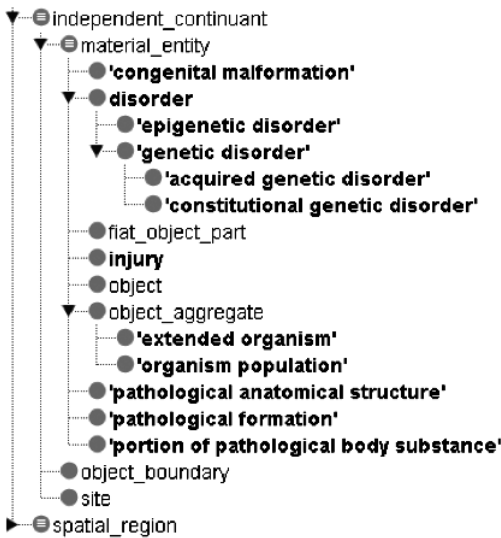 independent_continuant
material_entity
'congenital malformation'
disorder
'epigenetic disorder'
'genetic disorder'
'acquired genetic disorder'
'constitutional genetic disorder'
fiat_object_part
injury
object
object_aggregate
'extended organism'
'organism population'
'pathological anatomical structure'
'pathological formation'
'portion of pathological body substance'
object_boundary
site
spatial_region